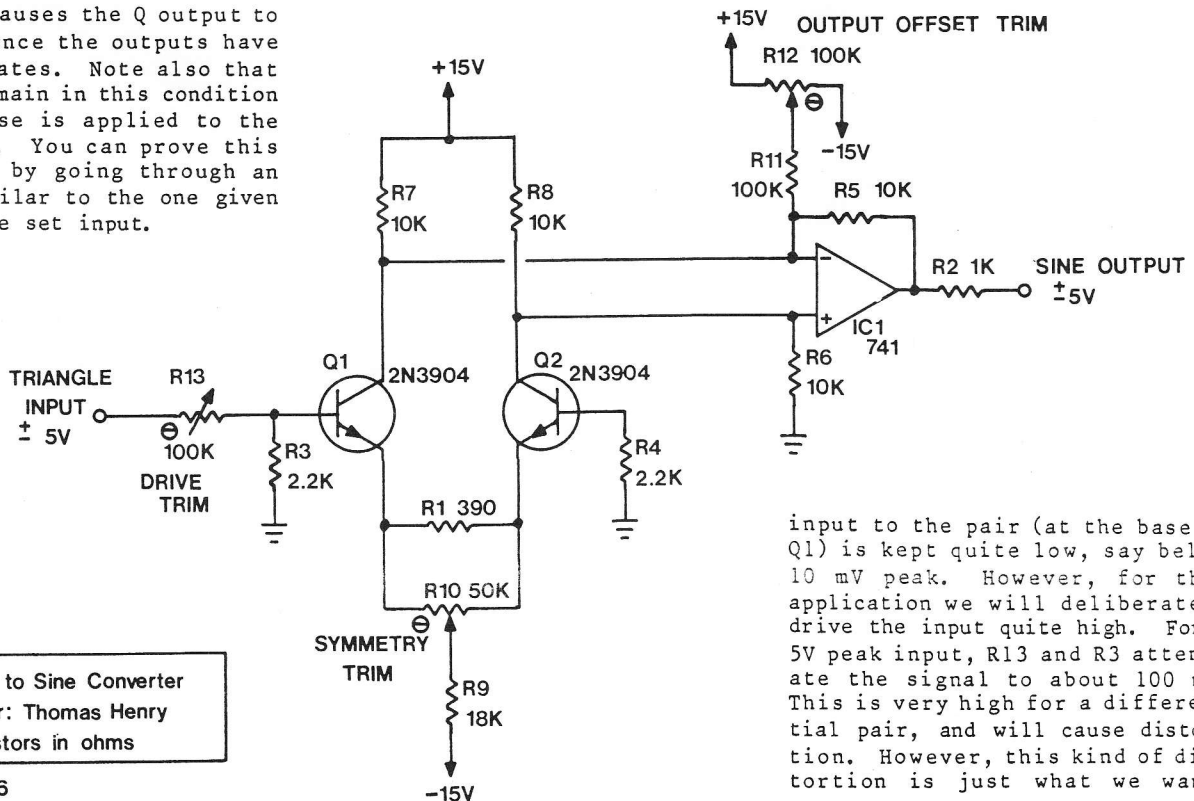 auses the Q output to
nce the outputs have
ates. Note also that
main in this condition
se is applied to the
You can prove this
by going through an
ilar to the one given
e set input.
+15V
OUTPUT OFFSET TRIM
R12 100K
-15V
R11
100K
R5 10K
+15V
R7
10K
R8
10K
R2 1K
SINE OUTPUT
± 5V
-
+
IC1
741
R6
10K
TRIANGLE
INPUT
± 5V
R13
100K
DRIVE
TRIM
R3
2.2K
Q1
2N3904
Q2
2N3904
R4
2.2K
R1 390
R10 50K
SYMMETRY
TRIM
R9
18K
-15V
to Sine Converter
r: Thomas Henry
stors in ohms
6
input to the pair (at the base
Q1) is kept quite low, say bel
10 mV peak. However, for th
application we will deliberate
drive the input quite high. For
5V peak input, R13 and R3 atten
ate the signal to about 100 m
This is very high for a differe
tial pair, and will cause disto
tion. However, this kind of di
tortion is just what we wan